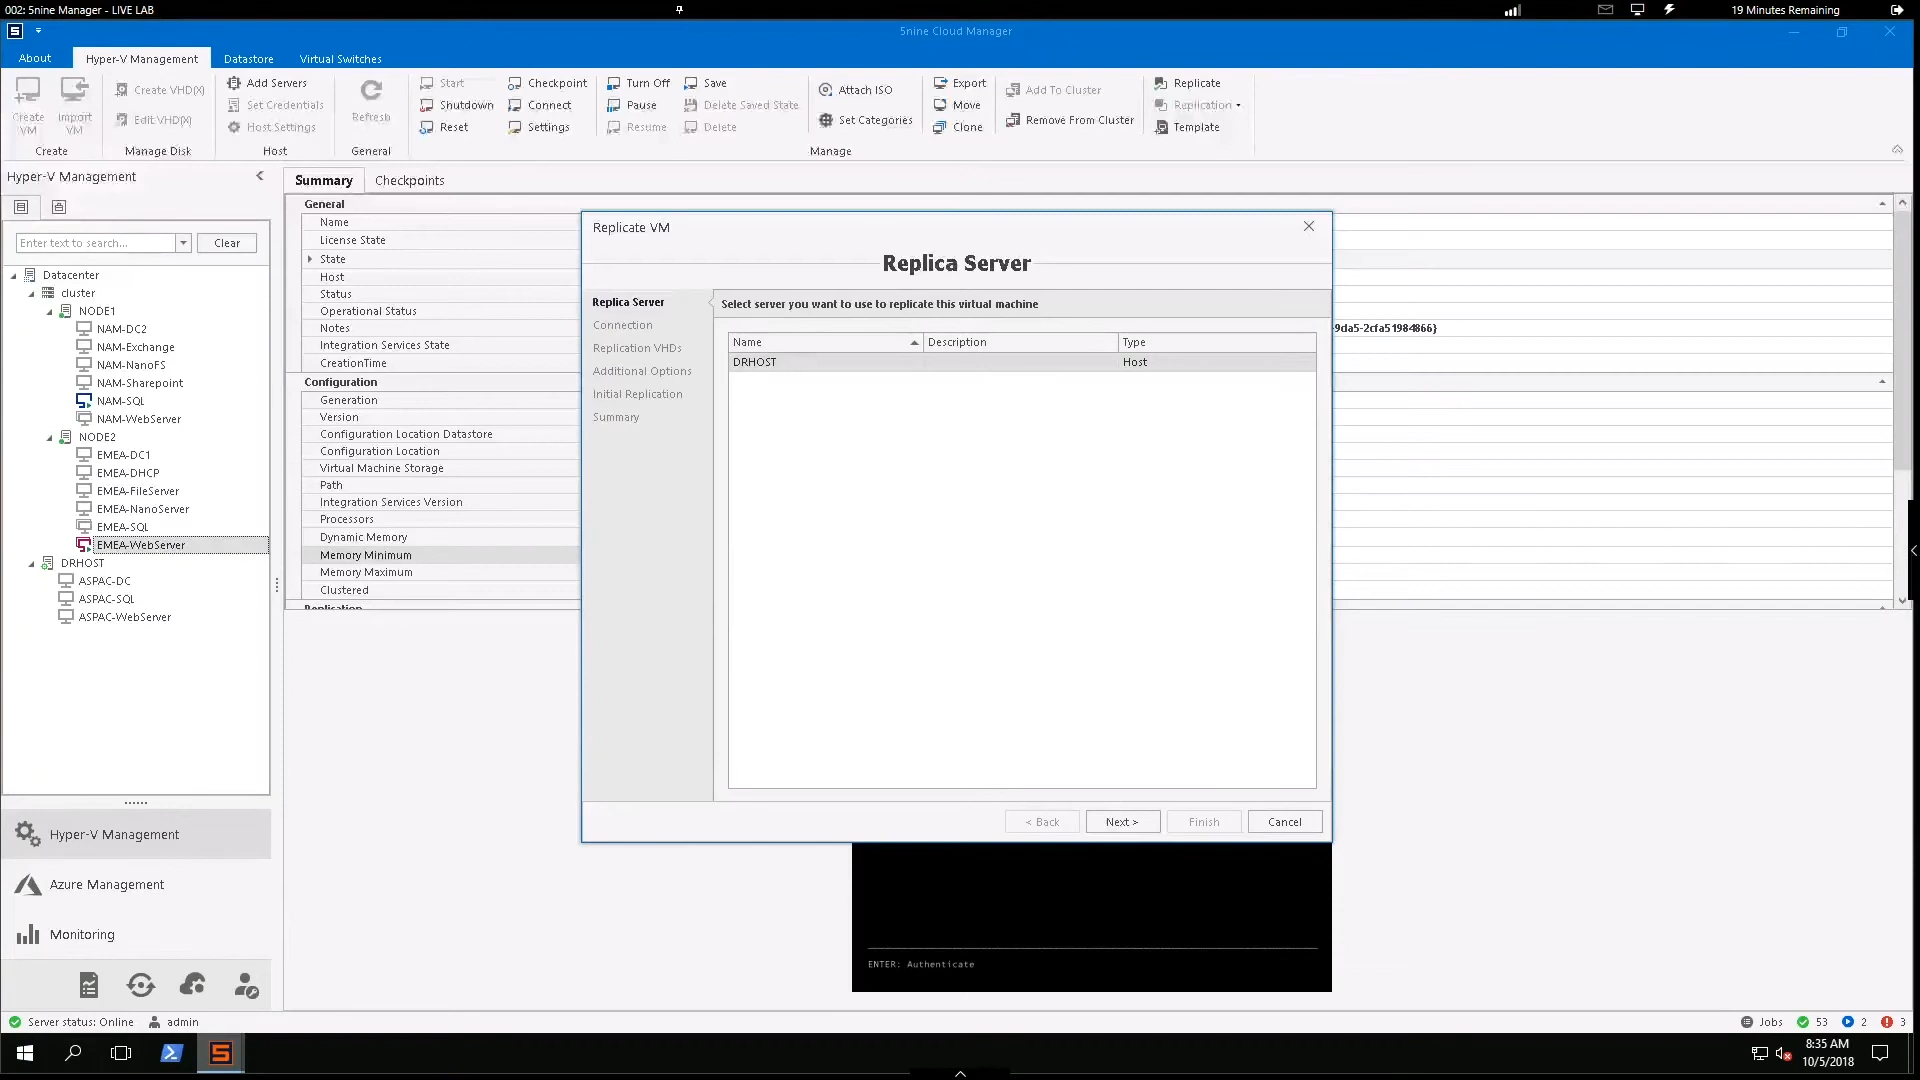 002: 5nine Manager - LIVE LAB
19 Minutes Remaining
5nine Cloud Manager
About
Hyper-V Management
Datastore
Virtual Switches
Create VM
Import VM
Create
Create VHD(X)
Edit VHD(X)
Manage Disk
Add Servers
Set Credentials
Host Settings
Host
Refresh
General
Start
Shutdown
Reset
Checkpoint
Connect
Settings
Turn Off
Pause
Resume
Save
Delete Saved State
Delete
Attach ISO
Set Categories
Export
Move
Clone
Add To Cluster
Remove From Cluster
Replicate
Replication
Template
Manage
Hyper-V Management
Enter text to search...
Clear
Datacenter
cluster
NODE1
NAM-DC2
NAM-Exchange
NAM-NanoFS
NAM-Sharepoint
NAM-SQL
NAM-WebServer
NODE2
EMEA-DC1
EMEA-DHCP
EMEA-FileServer
EMEA-NanoServer
EMEA-SQL
EMEA-WebServer
DRHOST
ASPAC-DC
ASPAC-SQL
ASPAC-WebServer
Hyper-V Management
Azure Management
Monitoring
Summary
Checkpoints
General
Name
License State
State
Host
Status
Operational Status
Notes
Integration Services State
CreationTime
Configuration
Generation
Version
Configuration Location Datastore
Configuration Location
Virtual Machine Storage
Path
Integration Services Version
Processors
Dynamic Memory
Memory Minimum
Memory Maximum
Clustered
Replication
-9da5-2cfa51984866}
Replicate VM
Replica Server
Replica Server
Connection
Replication VHDs
Additional Options
Initial Replication
Summary
Select server you want to use to replicate this virtual machine
Name Description Type
DRHOST Host
< Back
Next >
Finish
Cancel
ENTER: Authenticate
Server status: Online
admin
Jobs
53
2
3
8:35 AM
10/5/2018